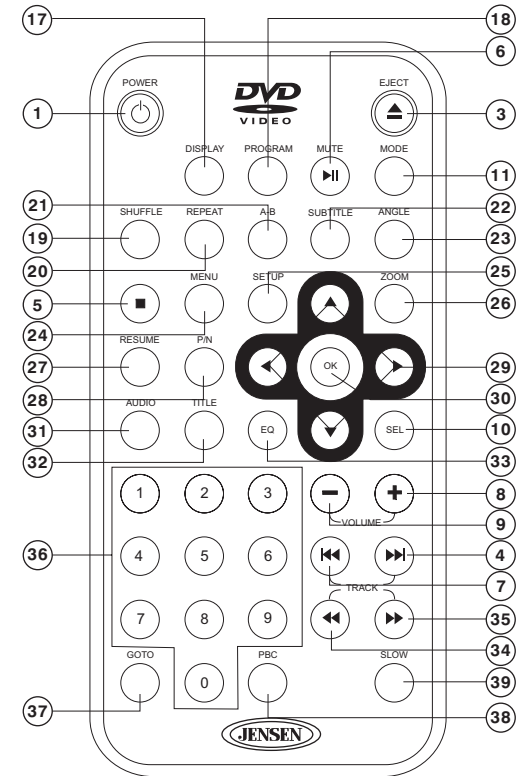 17 18
6
POWER DVD VIDEO EJECT
1 3
DISPLAY PROGRAM MUTE MODE
11
21 22
SHUFFLE REPEAT A-B SUBTITLE ANGLE
19 23
20 25
MENU SETUP ZOOM
5 26
24
RESUME P/N
27 OK 29
28 30
AUDIO TITLE
31 EQ SEL 10
32 33
1 2 3 8
VOLUME 9
36 4 5 6 4
7
TRACK
7 8 9 35
34
GOTO PBC SLOW
0 39
37 38
JENSEN